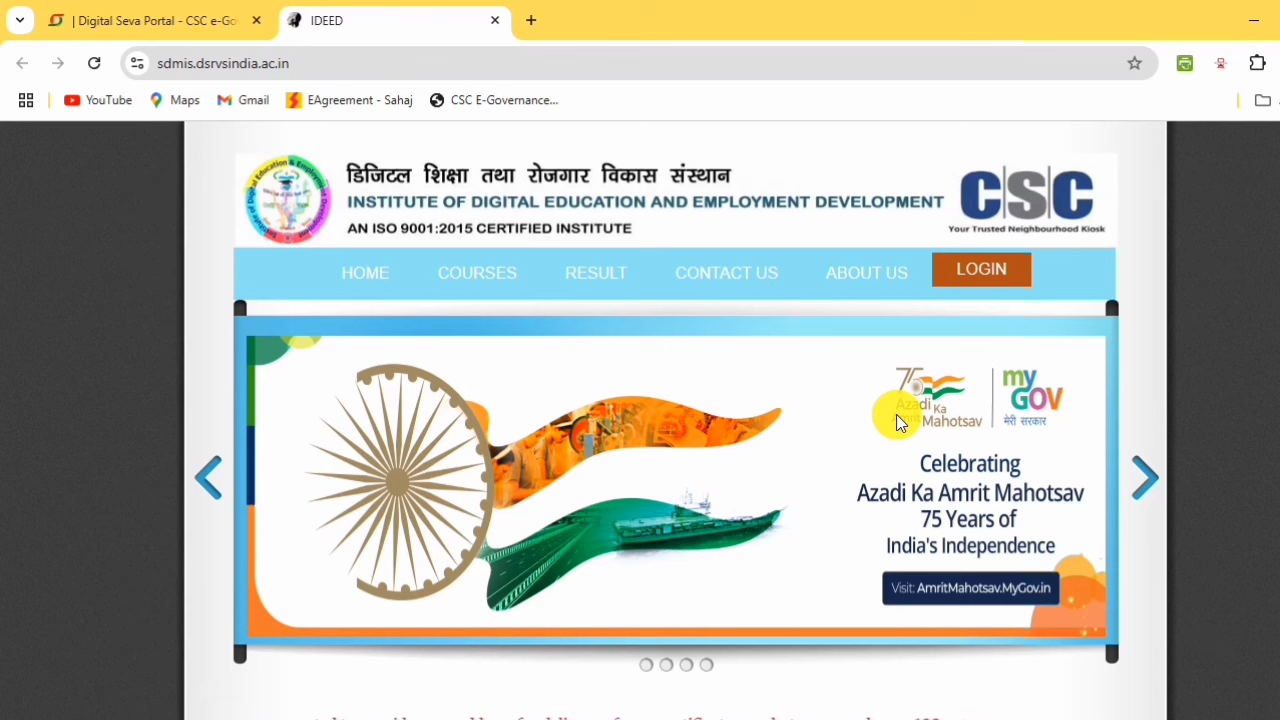 | Digital Seva Portal - CSC e-Go
IDEED
sdmis.dsrvsindia.ac.in
YouTube
Maps
Gmail
EAgreement - Sahaj
CSC E-Governance...
डिजिटल शिक्षा तथा रोजगार विकास संस्थान
INSTITUTE OF DIGITAL EDUCATION AND EMPLOYMENT DEVELOPMENT
AN ISO 9001:2015 CERTIFIED INSTITUTE
CSC
Your Trusted Neighbourhood Kiosk
HOME
COURSES
RESULT
CONTACT US
ABOUT US
LOGIN
75
Azadi Ka
Amrit Mahotsav
my
GOV
मेरी सरकार
Celebrating
Azadi Ka Amrit Mahotsav
75 Years of
India's Independence
Visit: AmritMahotsav.MyGov.in